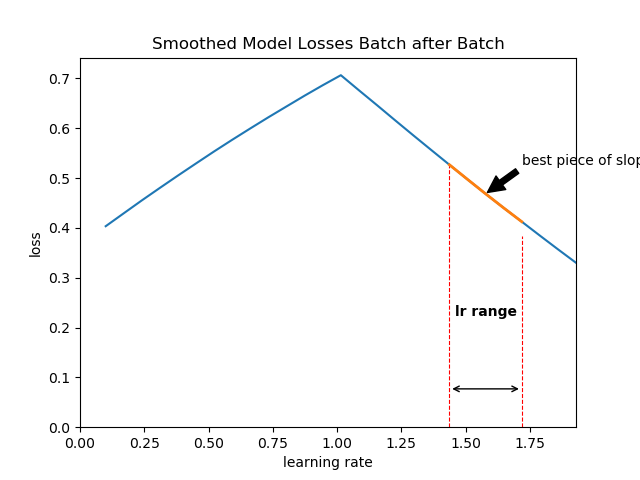 Smoothed Model Losses Batch after Batch
0.7
0.6
0.5
0.4
0.3
0.2
0.1
0.0
loss
best piece of slop
lr range
0.00 0.25 0.50 0.75 1.00 1.25 1.50 1.75
learning rate